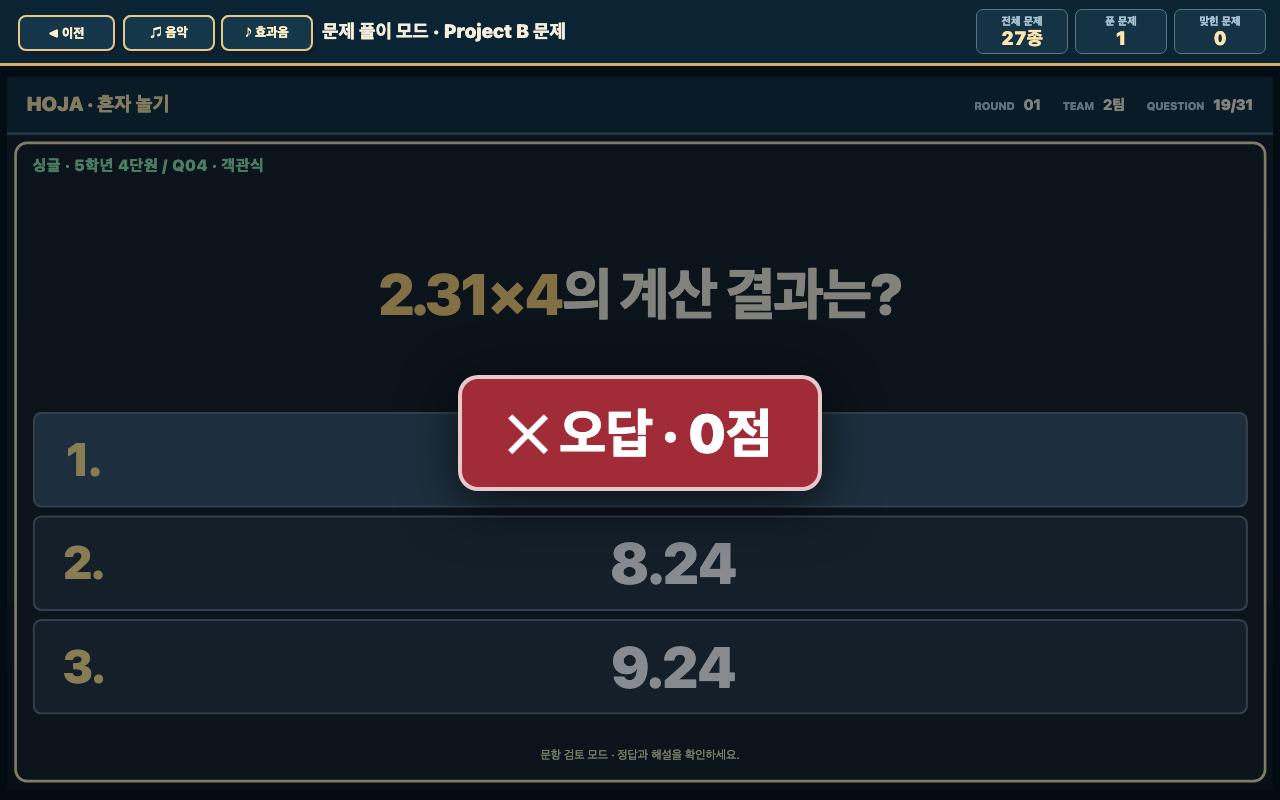 ◀ 이전
♫ 음악
♪ 효과음
문제 풀이 모드 · Project B 문제
전체 문제
27종
푼 문제
1
맞힌 문제
0
HOJA · 혼자 놀기
ROUND 01
TEAM 2팀
QUESTION 19/31
싱글 · 5학년 4단원 / Q04 · 객관식
2.31×4의 계산 결과는?
✕ 오답 · 0점
1.
2. 8.24
3. 9.24
문항 검토 모드 · 정답과 해설을 확인하세요.